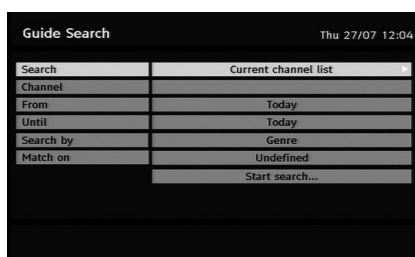 Guide Search
Thu 27/07 12:04
Search Current channel list
Channel
From Today
Until Today
Search by Genre
Match on Undefined
Start search...